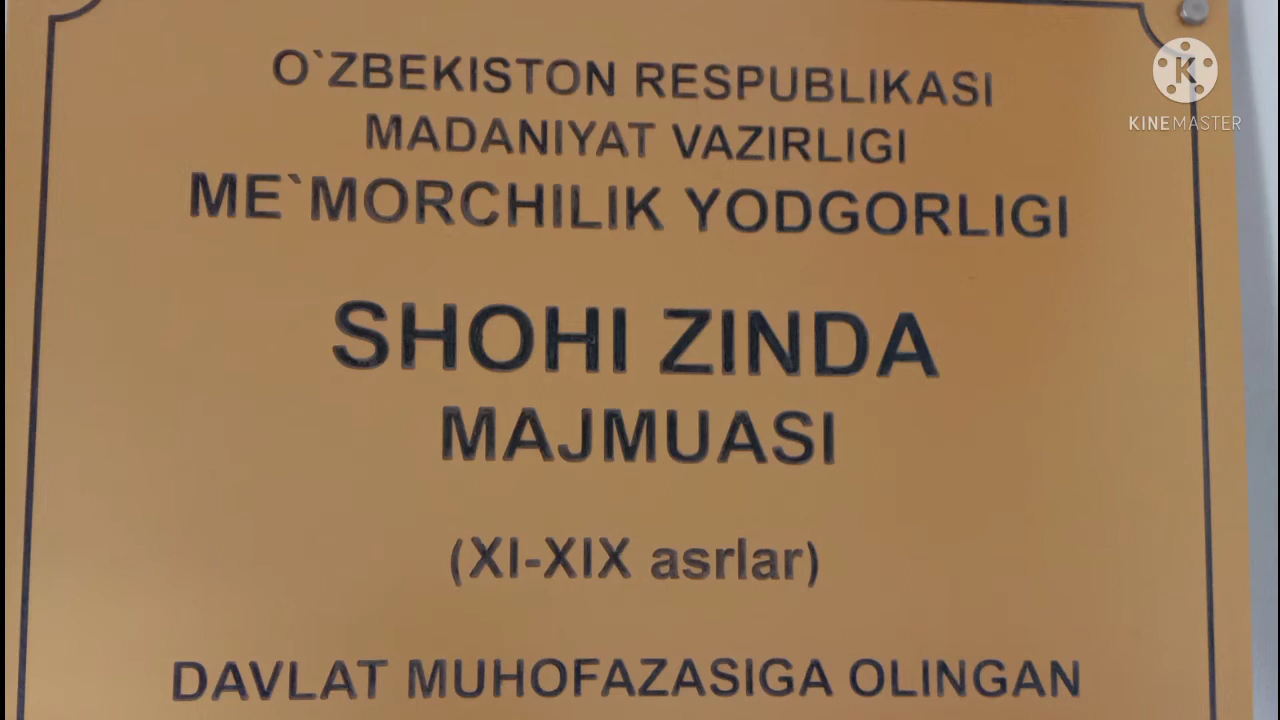 O`ZBEKISTON RESPUBLIKASI
MADANIYAT VAZIRLIGI
ME`MORCHILIK YODGORLIGI
SHOHI ZINDA
MAJMUASI
(XI-XIX asrlar)
DAVLAT MUHOFAZASIGA OLINGAN
K
KINEMASTER